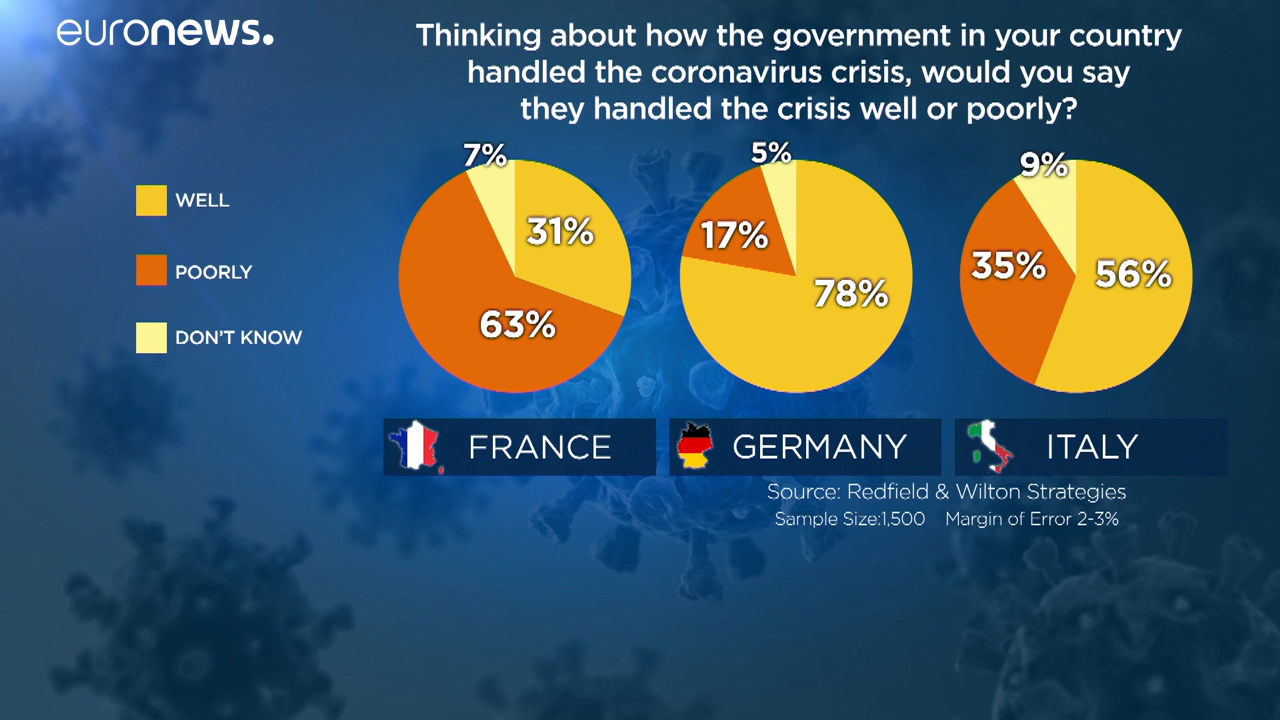 euronews.
Thinking about how the government in your country
handled the coronavirus crisis, would you say
they handled the crisis well or poorly?
WELL
POORLY
DON'T KNOW
7%
31%
63%
5%
17%
78%
9%
35%
56%
FRANCE
GERMANY
ITALY
Source: Redfield & Wilton Strategies
Sample Size:1,500 Margin of Error 2-3%